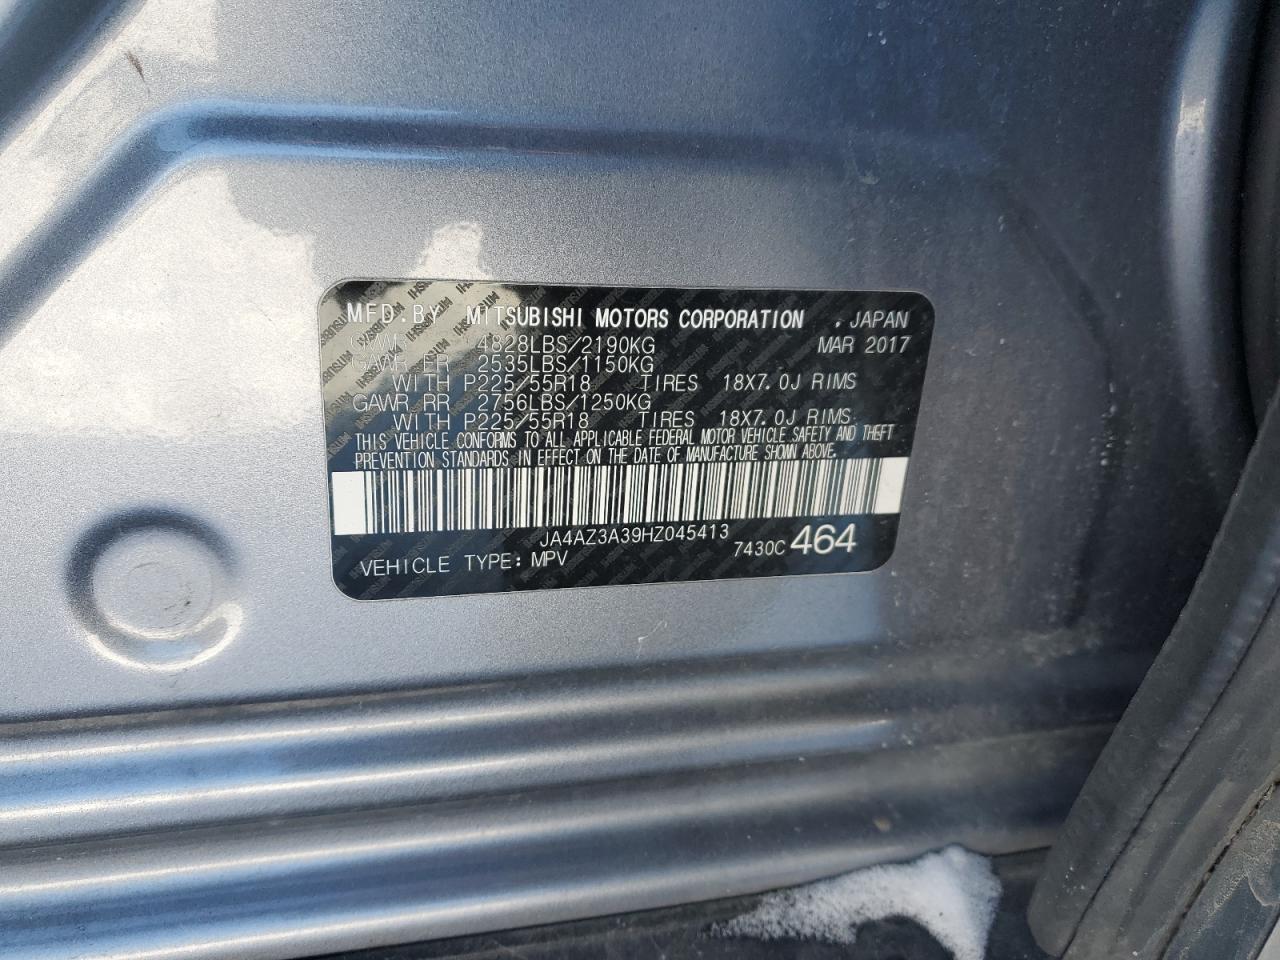 MFD.BY MITSUBISHI MOTORS CORPORATION , JAPAN
4828LBS/2190KG MAR 2017
GAWR FR 2535LBS/1150KG
WITH P225/55R18 TIRES 18X7.0J RIMS
GAWR RR 2756LBS/1250KG
WITH P225/55R18 TIRES 18X7.0J RIMS
THIS VEHICLE CONFORMS TO ALL APPLICABLE FEDERAL MOTOR VEHICLE SAFETY AND THEFT
PREVENTION STANDARDS IN EFFECT ON THE DATE OF MANUFACTURE SHOWN ABOVE.
JA4AZ3A39HZ045413
VEHICLE TYPE: MPV 7430C 464